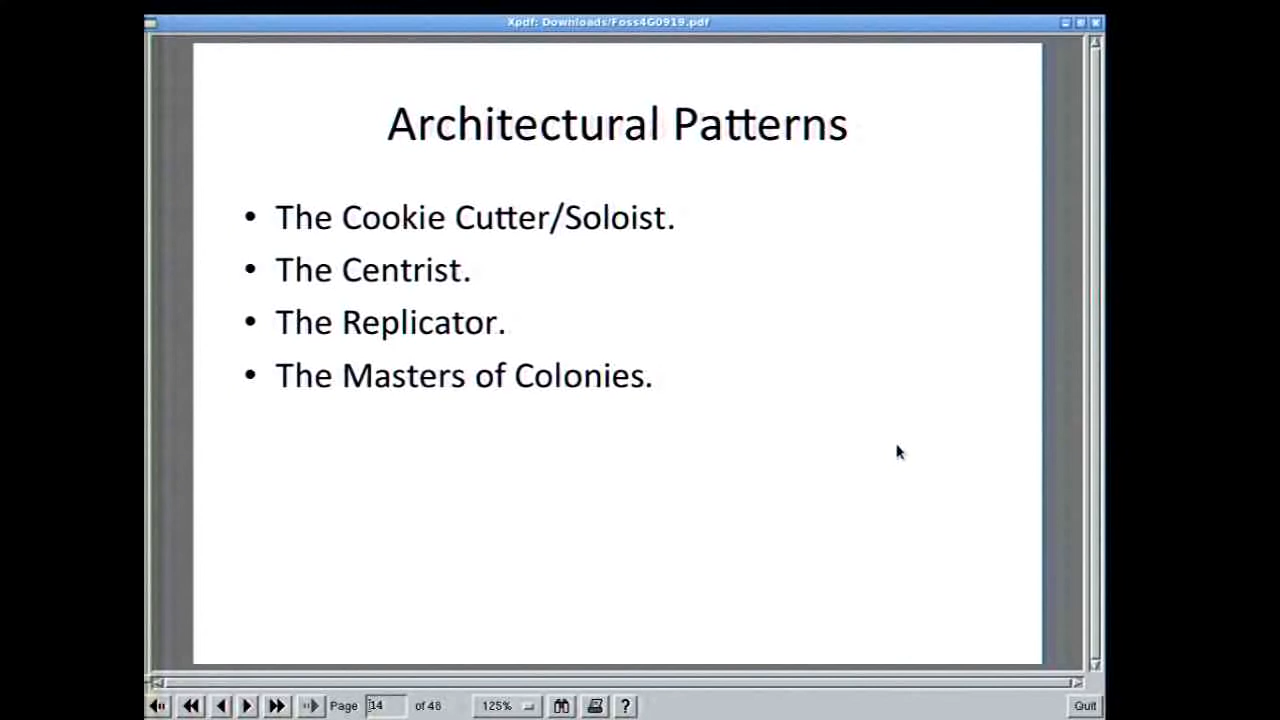 Xpdf: Downloads/Foss4G0919.pdf
Architectural Patterns
• The Cookie Cutter/Soloist.
• The Centrist.
• The Replicator.
• The Masters of Colonies.
Page 14 of 48 125% ? Quit